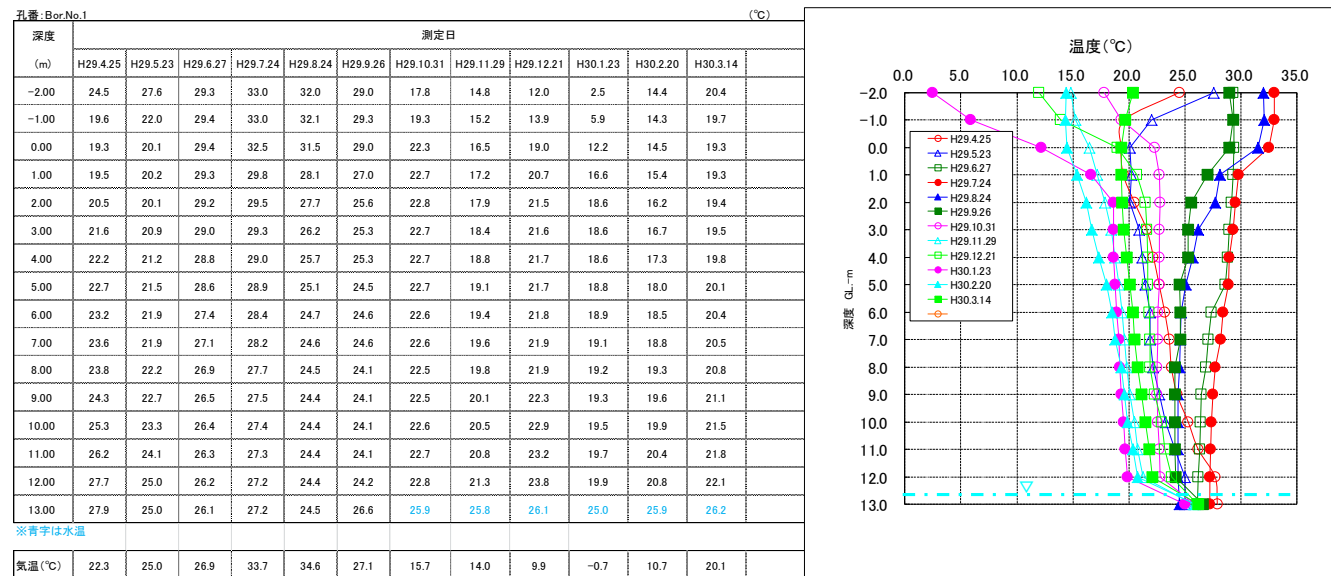 孔番:Bor.No.1 (℃)
深度 測定日
(m) H29.4.25 H29.5.23 H29.6.27 H29.7.24 H29.8.24 H29.9.26 H29.10.31 H29.11.29 H29.12.21 H30.1.23 H30.2.20 H30.3.14
-2.00 24.5 27.6 29.3 33.0 32.0 29.0 17.8 14.8 12.0 2.5 14.4 20.4
-1.00 19.6 22.0 29.4 33.0 32.1 29.3 19.3 15.2 13.9 5.9 14.3 19.7
0.00 19.3 20.1 29.4 32.5 31.5 29.0 22.3 16.5 19.0 12.2 14.5 19.3
1.00 19.5 20.2 29.3 29.8 28.1 27.0 22.7 17.2 20.7 16.6 15.4 19.3
2.00 20.5 20.1 29.2 29.5 27.7 25.6 22.8 17.9 21.5 18.6 16.2 19.4
3.00 21.6 20.9 29.0 29.3 26.2 25.3 22.7 18.4 21.6 18.6 16.7 19.5
4.00 22.2 21.2 28.8 29.0 25.7 25.3 22.7 18.8 21.7 18.6 17.3 19.8
5.00 22.7 21.5 28.6 28.9 25.1 24.5 22.7 19.1 21.7 18.8 18.0 20.1
6.00 23.2 21.9 27.4 28.4 24.7 24.6 22.6 19.4 21.8 18.9 18.5 20.4
7.00 23.6 21.9 27.1 28.2 24.6 24.6 22.6 19.6 21.9 19.1 18.8 20.5
8.00 23.8 22.2 26.9 27.7 24.5 24.1 22.5 19.8 21.9 19.2 19.3 20.8
9.00 24.3 22.7 26.5 27.5 24.4 24.1 22.5 20.1 22.3 19.3 19.6 21.1
10.00 25.3 23.3 26.4 27.4 24.4 24.1 22.6 20.5 22.9 19.5 19.9 21.5
11.00 26.2 24.1 26.3 27.3 24.4 24.1 22.7 20.8 23.2 19.7 20.4 21.8
12.00 27.7 25.0 26.2 27.2 24.4 24.2 22.8 21.3 23.8 19.9 20.8 22.1
13.00 27.9 25.0 26.1 27.2 24.5 26.6 25.9 25.8 26.1 25.0 25.9 26.2
※青字は水温
気温(℃) 22.3 25.0 26.9 33.7 34.6 27.1 15.7 14.0 9.9 -0.7 10.7 20.1
温度(℃)
0.0 5.0 10.0 15.0 20.0 25.0 30.0 35.0
深度 GL.-m
-2.0
-1.0
0.0
1.0
2.0
3.0
4.0
5.0
6.0
7.0
8.0
9.0
10.0
11.0
12.0
13.0
H29.4.25
H29.5.23
H29.6.27
H29.7.24
H29.8.24
H29.9.26
H29.10.31
H29.11.29
H29.12.21
H30.1.23
H30.2.20
H30.3.14